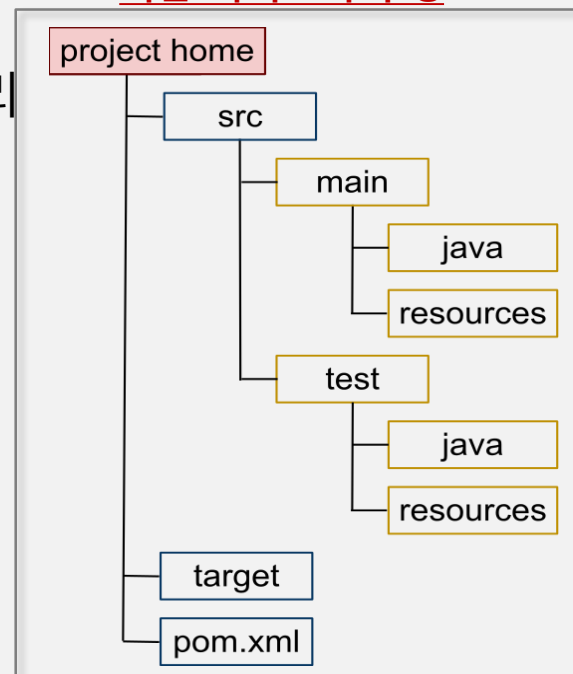 project home
src
main
java
resources
test
java
resources
target
pom.xml